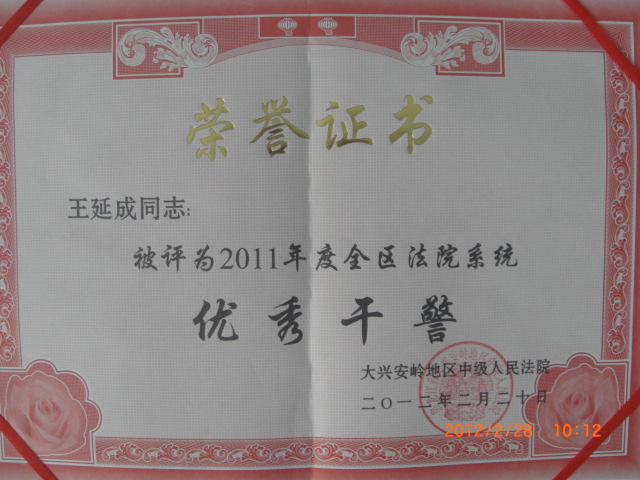 荣誉证书
王延成同志:
被评为2011年度全区法院系统
优秀干警
大兴安岭地区中级人民法院
二〇一二年二月二十日
2012/2/28 10:12